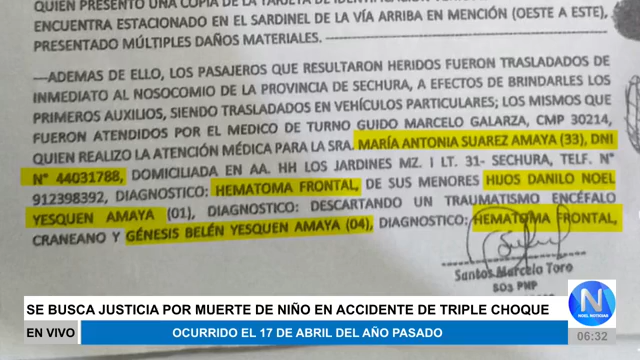 QUIEN PRESENTO UNA COPIA DE LA TARJETA DE IDENTIFICACIÓN
ENCUENTRA ESTACIONADO EN EL SARDINEL DE LA VÍA ARRIBA EN MENCIÓN (OESTE A ESTE),
PRESENTADO MÚLTIPLES DAÑOS MATERIALES.
—ADEMAS DE ELLO, LOS PASAJEROS QUE RESULTARON HERIDOS FUERON TRASLADADOS DE
INMEDIATO AL NOSOCOMIO DE LA PROVINCIA DE SECHURA, A EFECTOS DE BRINDARLES LOS
PRIMEROS AUXILIOS, SIENDO TRASLADADOS EN VEHÍCULOS PARTICULARES; LOS MISMOS QUE
FUERON ATENDIDOS POR EL MEDICO DE TURNO GUIDO MARCELO GALARZA, CMP 30214,
QUIEN REALIZO LA ATENCIÓN MÉDICA PARA LA SRA. MARÍA ANTONIA SUAREZ AMAYA (33), DNI
N° 44031788, DOMICILIADA EN AA. HH LOS JARDINES MZ. I LT. 31- SECHURA, TELF. N°
912398392, DIAGNOSTICO: HEMATOMA FRONTAL, DE SUS MENORES HIJOS DANILO NOEL
YESQUEN AMAYA (01), DIAGNOSTICO: DESCARTANDO UN TRAUMATISMO ENCÉFALO
CRANEANO Y GÉNESIS BELÉN YESQUEN AMAYA (04), DIAGNOSTICO: HEMATOMA FRONTAL,
Santos Marcelo Toro
SO3 PNP
SE BUSCA JUSTICIA POR MUERTE DE NIÑO EN ACCIDENTE DE TRIPLE CHOQUE
EN VIVO
OCURRIDO EL 17 DE ABRIL DEL AÑO PASADO
N
NOEL NOTICIAS
06:32